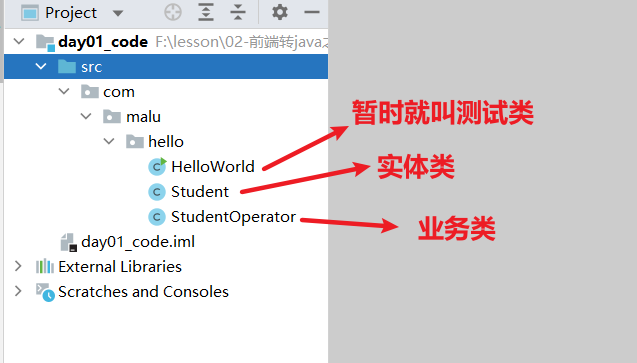 Project
day01_code F:\lesson\02-前端转java之
src
com
malu
hello
HelloWorld
Student
StudentOperator
day01_code.iml
External Libraries
Scratches and Consoles
暂时就叫测试类
实体类
业务类